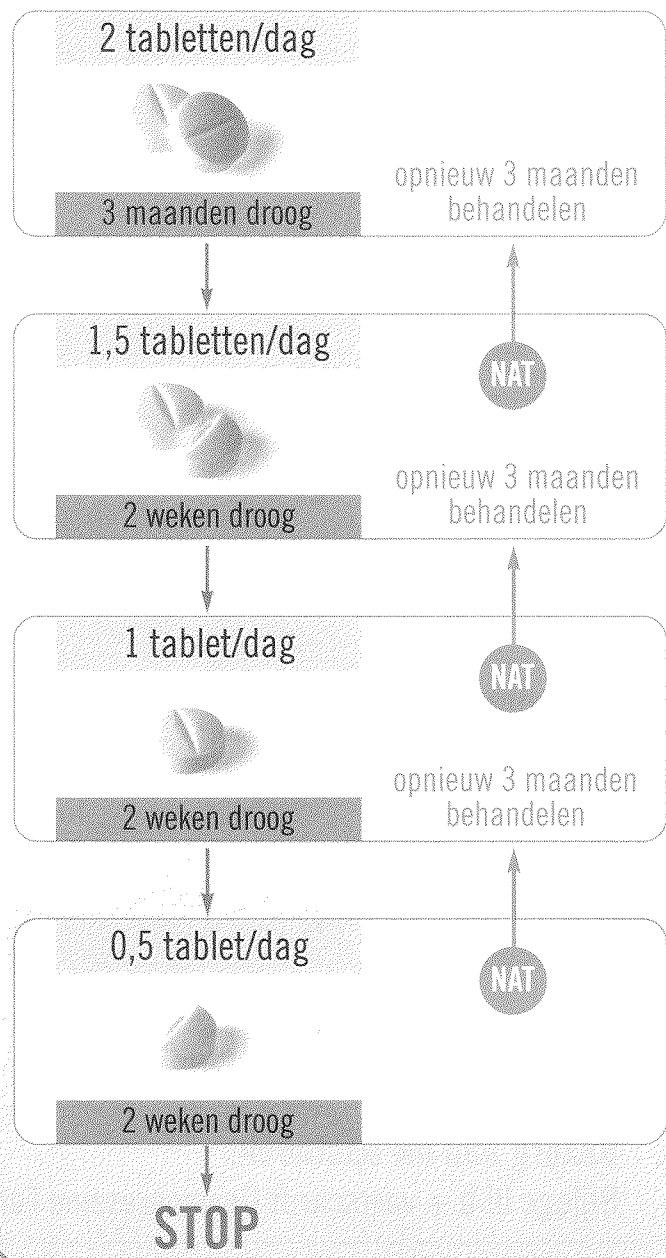 2 tabletten/dag
3 maanden droog
opnieuw 3 maanden
behandelen
1,5 tabletten/dag
NAT
2 weken droog
opnieuw 3 maanden
behandelen
1 tablet/dag
NAT
2 weken droog
opnieuw 3 maanden
behandelen
0,5 tablet/dag
NAT
2 weken droog
STOP